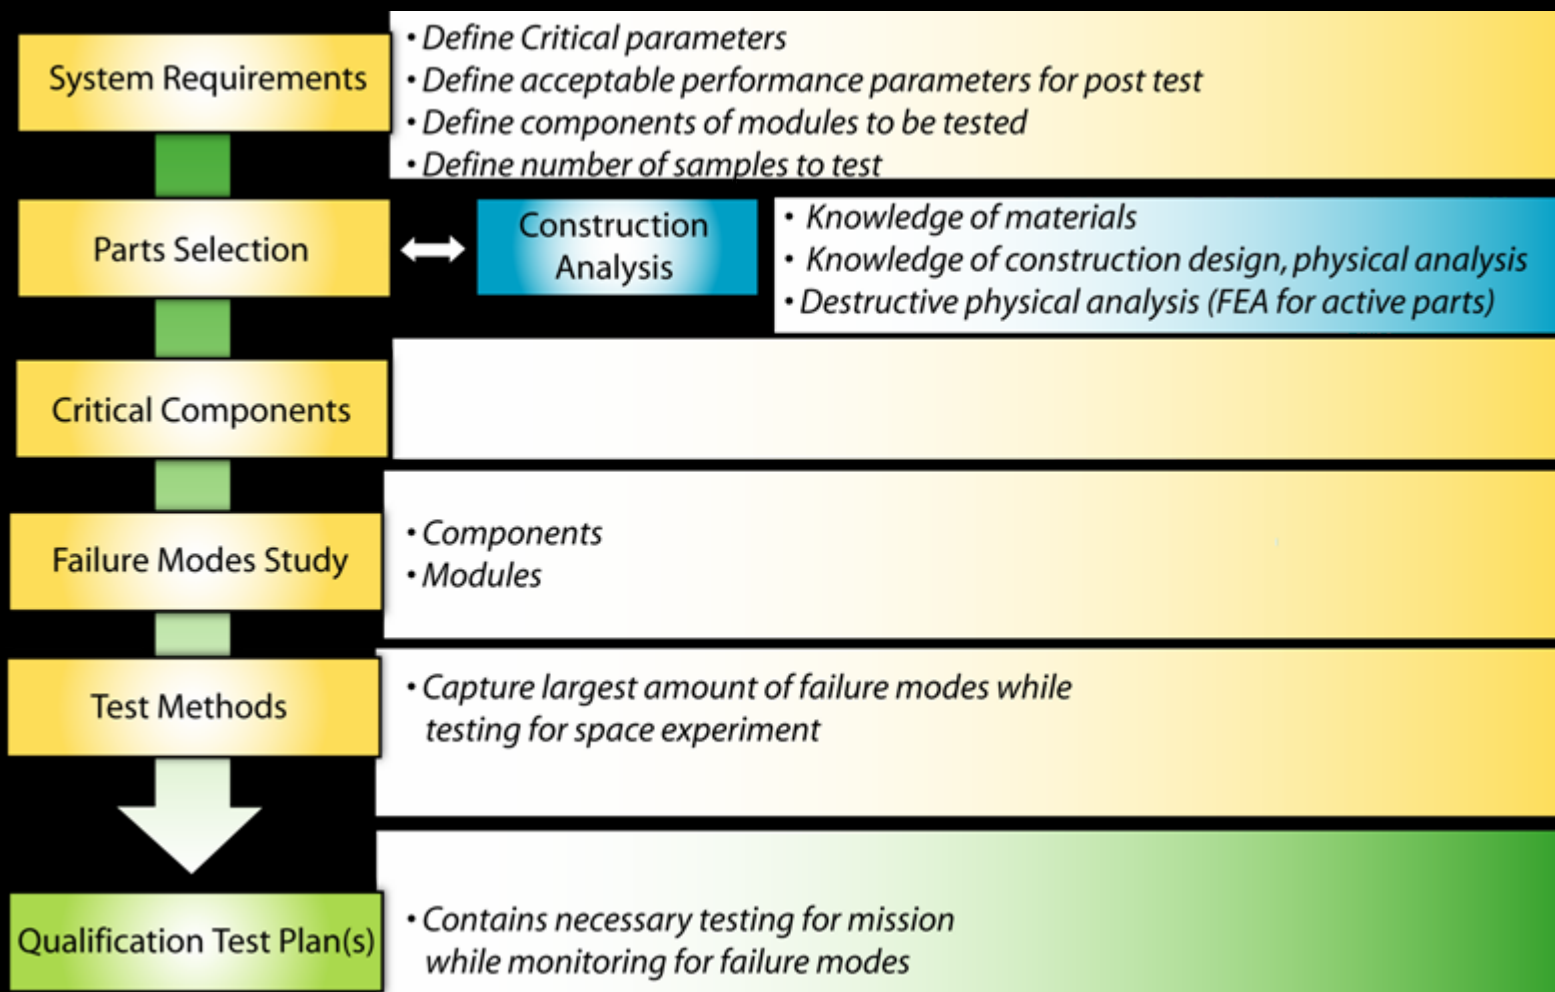 System Requirements
• Define Critical parameters
• Define acceptable performance parameters for post test
• Define components of modules to be tested
• Define number of samples to test
Parts Selection
Construction
Analysis
• Knowledge of materials
• Knowledge of construction design, physical analysis
• Destructive physical analysis (FEA for active parts)
Critical Components
Failure Modes Study
• Components
• Modules
Test Methods
• Capture largest amount of failure modes while
testing for space experiment
Qualification Test Plan(s)
• Contains necessary testing for mission
while monitoring for failure modes